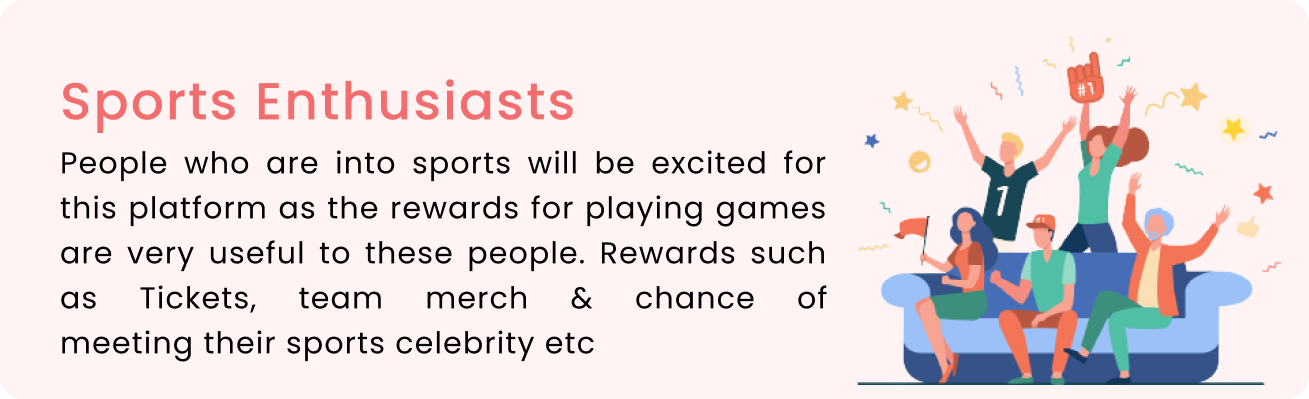 Sports Enthusiasts
People who are into sports will be excited for
this platform as the rewards for playing games
are very useful to these people. Rewards such
as Tickets, team merch & chance of
meeting their sports celebrity etc
#1
1